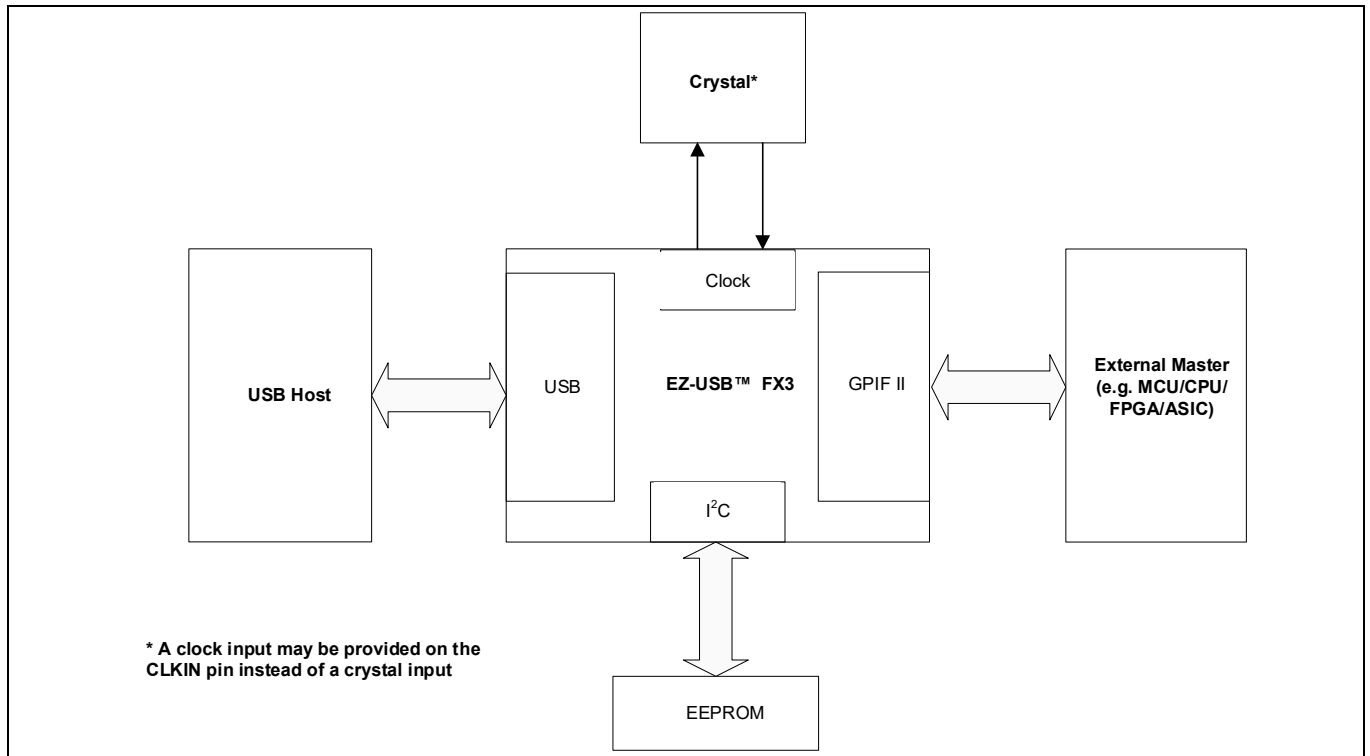 Crystal*
Clock
USB Host
USB
EZ-USB™ FX3
GPIF II
External Master
(e.g. MCU/CPU/
FPGA/ASIC)
I²C
* A clock input may be provided on the
CLKIN pin instead of a crystal input
EEPROM